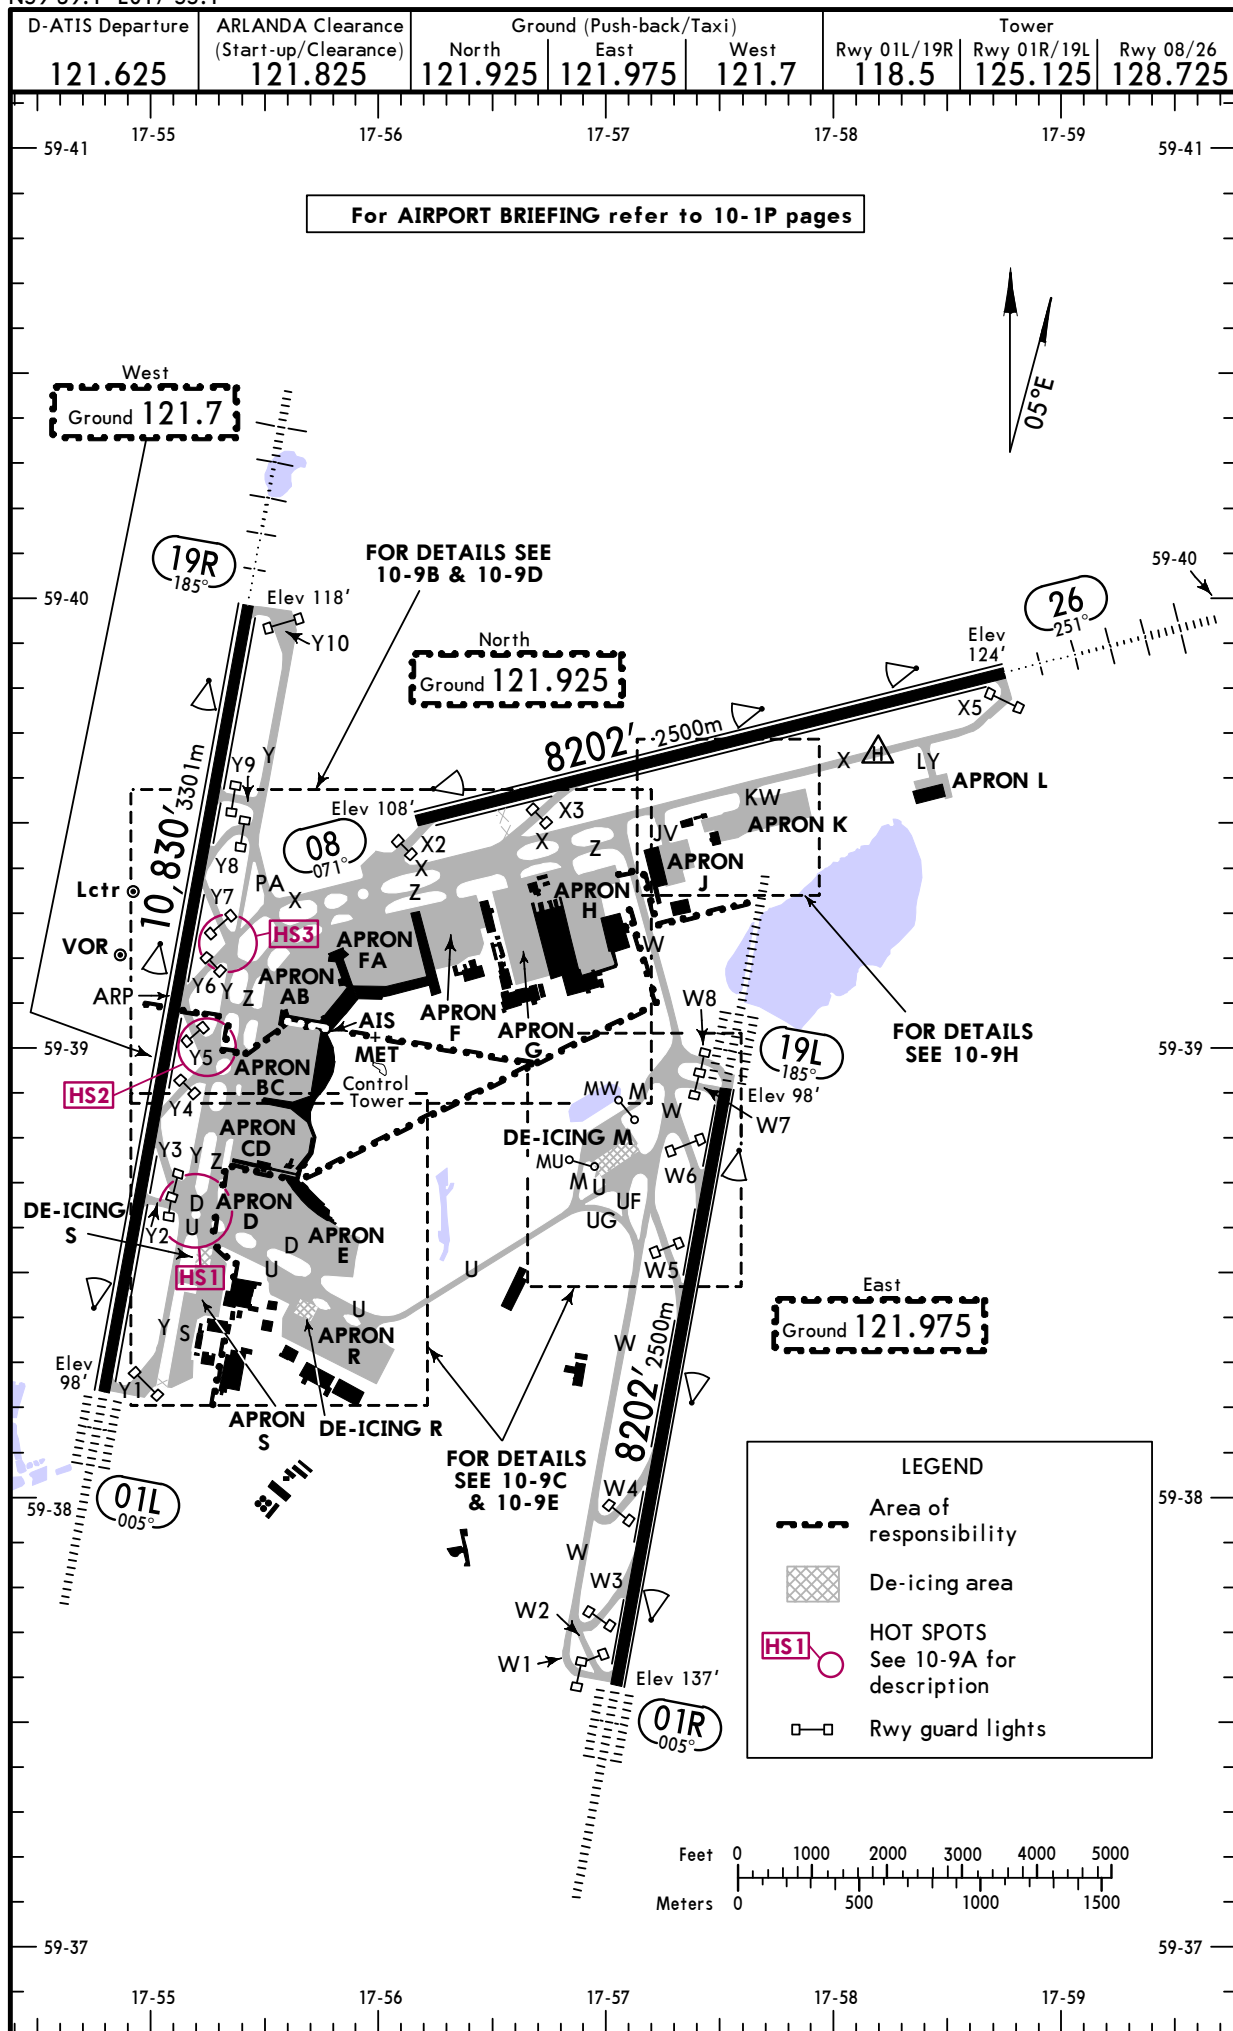 D-ATIS Departure
121.625
ARLANDA Clearance
(Start-up/Clearance)
121.825
Ground (Push-back/Taxi)
North
121.925
East
121.975
West
121.7
Tower
Rwy 01L/19R
118.5
Rwy 01R/19L
125.125
Rwy 08/26
128.725
17-55
17-56
17-57
17-58
17-59
59-41
59-41
For AIRPORT BRIEFING refer to 10-1P pages
05°E
West
Ground 121.7
19R
185°
FOR DETAILS SEE
10-9B & 10-9D
59-40
59-40
Elev 118'
Y10
26
251°
Elev
124'
North
Ground 121.925
X5
8202' 2500m
10,830' 3301m
Y9
Y
X
H
LY
APRON L
Elev 108'
X3
KW
APRON K
08
071°
X2
X
X
Z
JV
APRON
J
Y8
Y7
PA
X
Z
APRON
H
Lctr
HS3
VOR
APRON
FA
W
Y6
Y
Z
APRON
AB
ARP
AIS
+
MET
APRON
F
APRON
G
W8
FOR DETAILS
SEE 10-9H
59-39
59-39
Y5
APRON
BC
Control
Tower
19L
185°
HS2
Y4
MW
M
Elev 98'
W
W7
APRON
CD
DE-ICING M
Y3
Y
Z
MU
W6
DE-ICING
S
D
U
APRON
D
M
U
UF
UG
Y2
D
APRON
E
HS1
U
U
W5
East
Ground 121.975
U
Y
S
APRON
R
W
8202' 2500m
Elev
98'
Y1
APRON
S
DE-ICING R
FOR DETAILS
SEE 10-9C
& 10-9E
LEGEND
Area of
responsibility
De-icing area
HS1
HOT SPOTS
See 10-9A for
description
Rwy guard lights
01L
005°
59-38
59-38
W4
W
W3
W2
W1
Elev 137'
01R
005°
Feet 0 1000 2000 3000 4000 5000
Meters 0 500 1000 1500
59-37
59-37
17-55
17-56
17-57
17-58
17-59